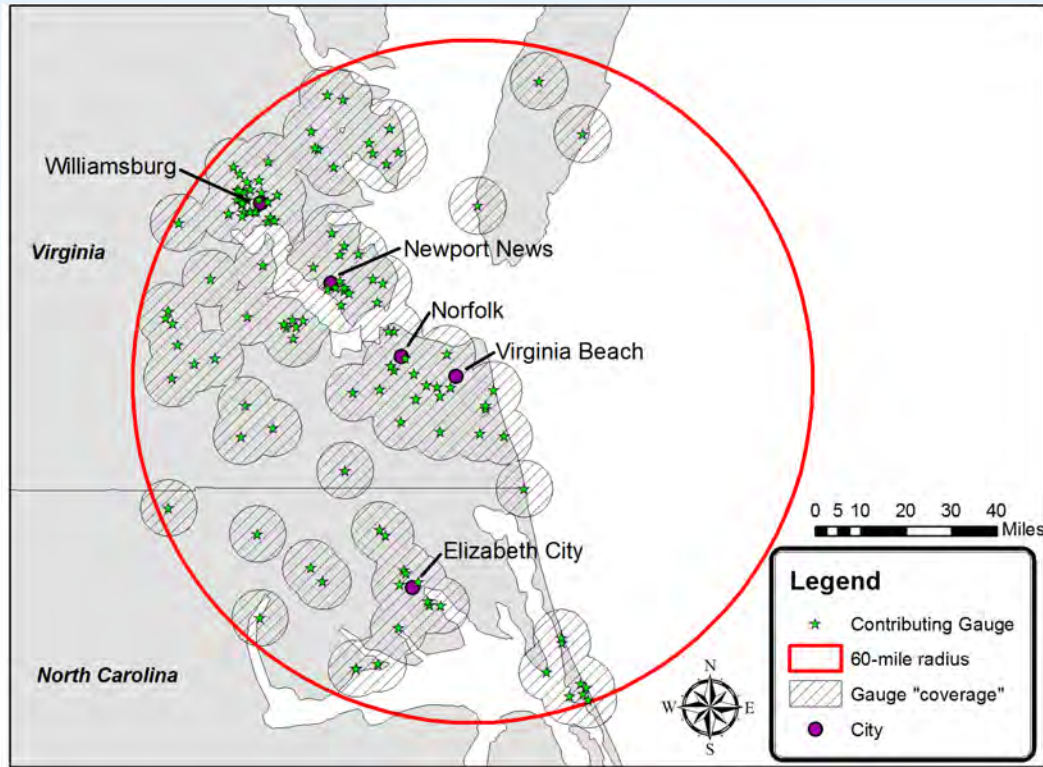 Williamsburg
Virginia
Newport News
Norfolk
Virginia Beach
Elizabeth City
North Carolina
0 5 10 20 30 40
Miles
N
W E
S
Legend
Contributing Gauge
60-mile radius
Gauge "coverage"
City